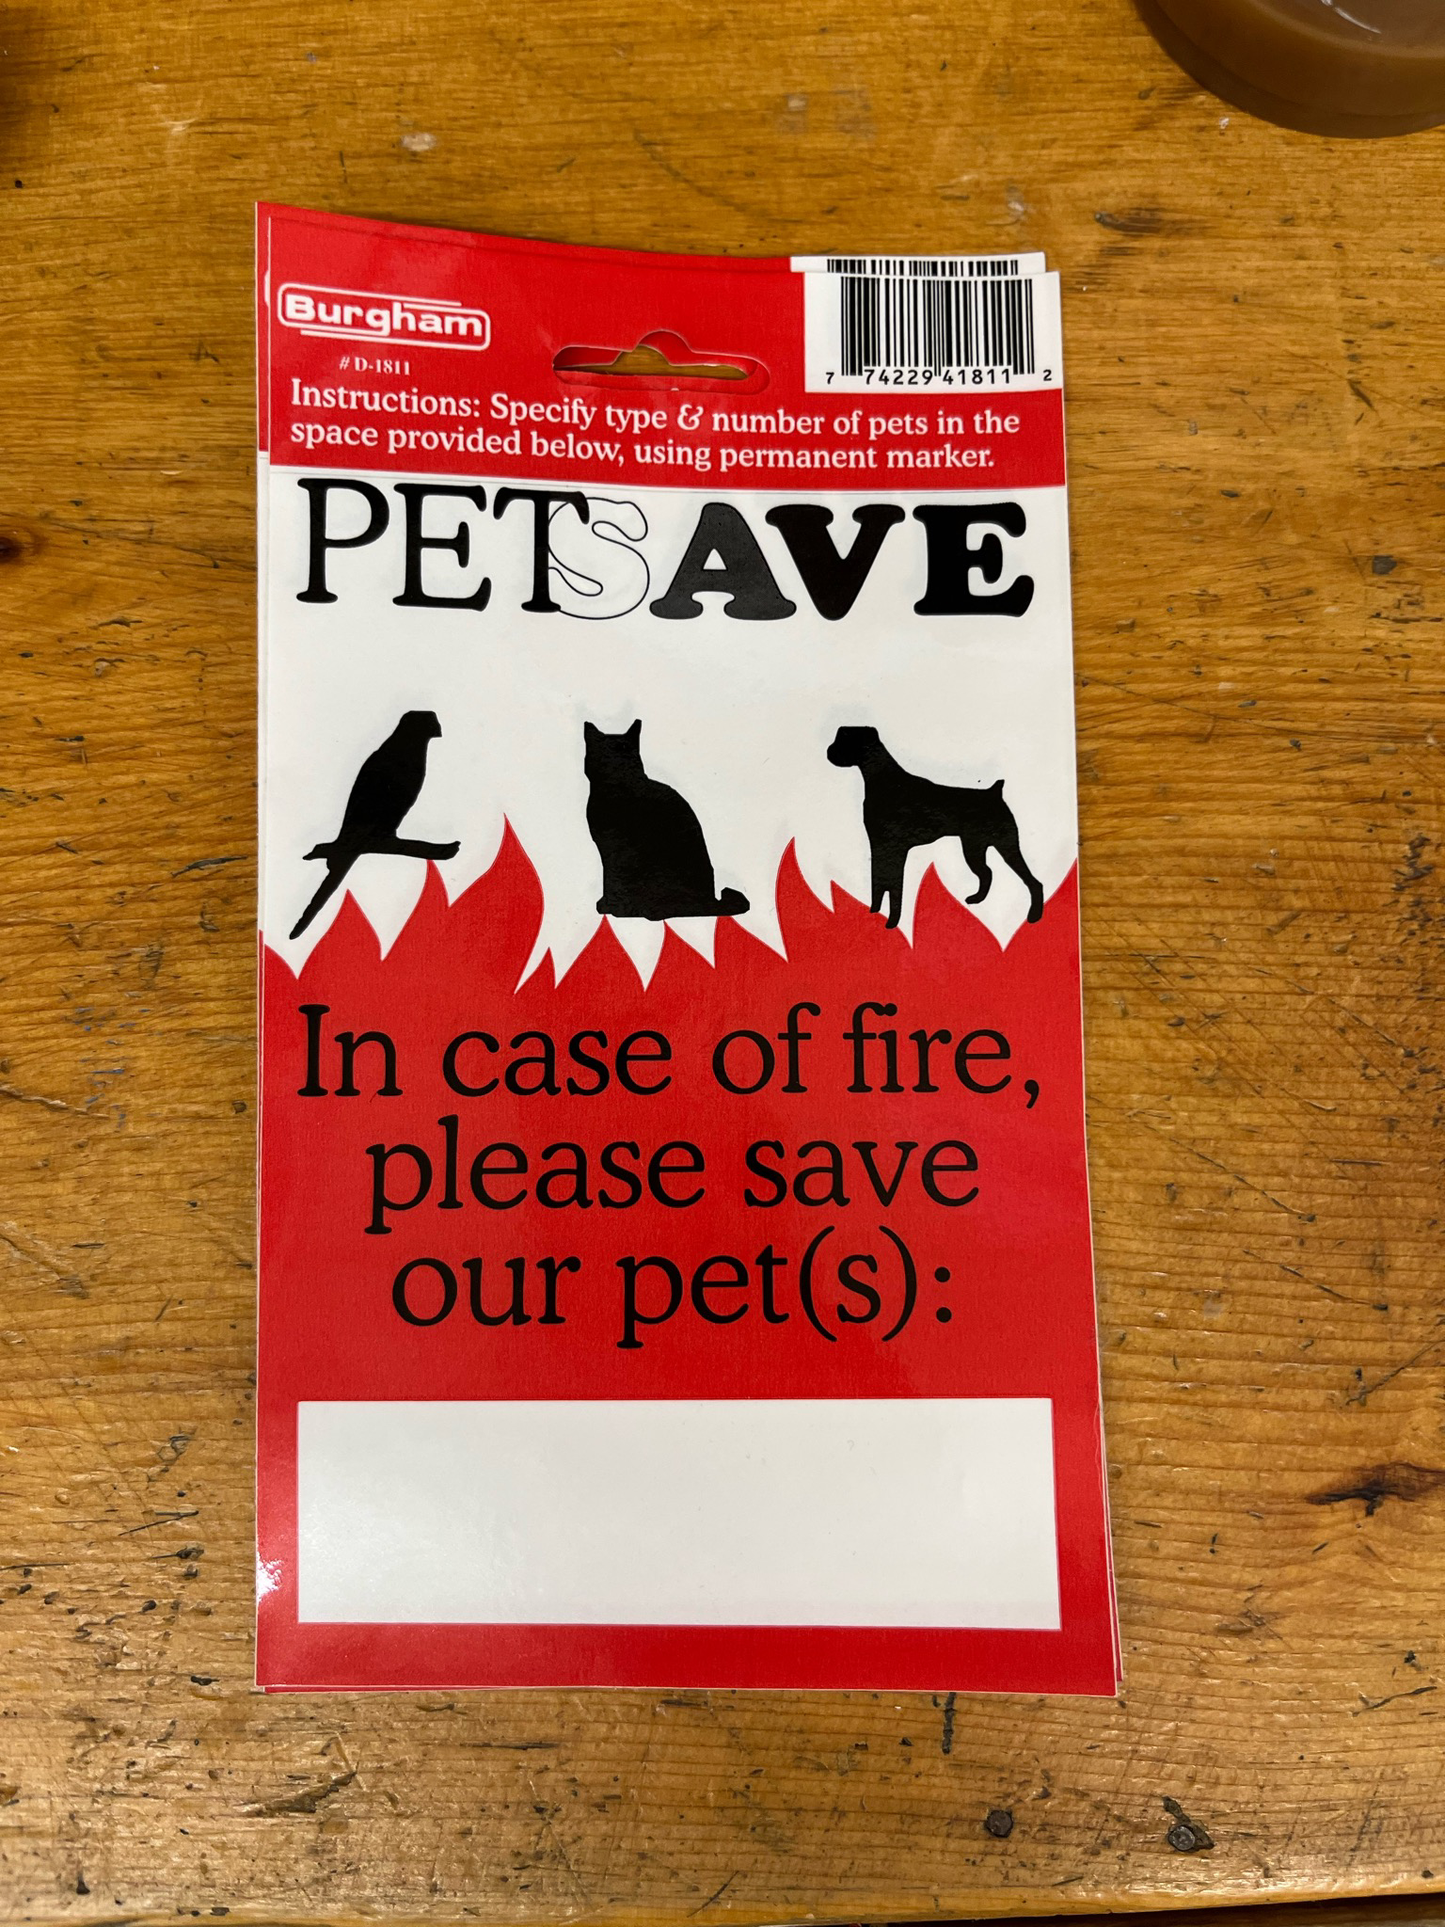 Burgham
# D-1811
7 74229 41811 2
Instructions: Specify type & number of pets in the
space provided below, using permanent marker.
PETSAVE
In case of fire,
please save
our pet(s):